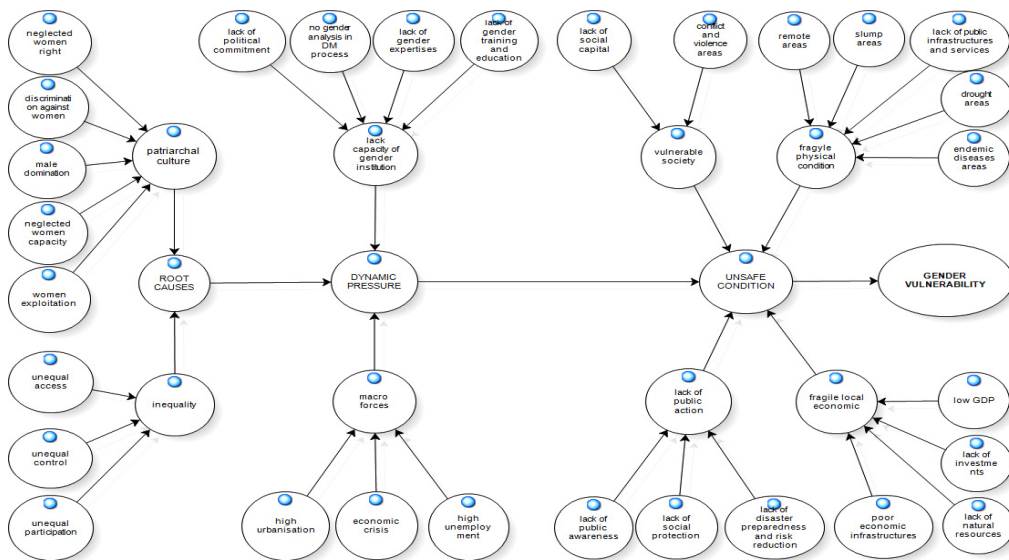 neglected
women
right
lack of
political
commitment
no gender
analysis in
DM
process
lack of
gender
expertises
lack of
gender
training
and
education
lack of
social
capital
conflict
and
violence areas
remote
areas
slump
areas
lack of public
infrastructures
and services
discriminati
on against
women
drought
areas
patriarchal
culture
lack
capacity of
gender
institution
vulnerable
society
fragyle
physical
condition
endemic
diseases
areas
male
domination
neglected
women
capacity
women
exploitation
ROOT
CAUSES
DYNAMIC
PRESSURE
UNSAFE
CONDITION
GENDER
VULNERABILITY
unequal
access
inequality
macro
forces
lack of
public
action
fragile local
economic
low GDP
unequal
control
lack of
investme
nts
unequal
participation
high
urbanisation
economic
crisis
high
unemploy
ment
lack of
public
awareness
lack of
social
protection
lack of
disaster
preparedness
and risk
reduction
poor
economic
infrastructures
lack of
natural
resources